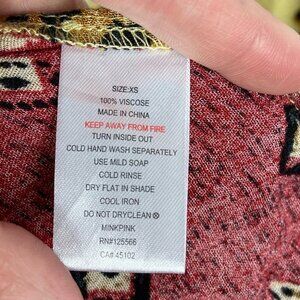 SIZE:XS
100% VISCOSE
MADE IN CHINA
KEEP AWAY FROM FIRE
TURN INSIDE OUT
COLD HAND WASH SEPARATELY
USE MILD SOAP
COLD RINSE
DRY FLAT IN SHADE
COOL IRON
DO NOT DRYCLEAN ⓧ
MINKPINK
RN#125566
CA# 45102